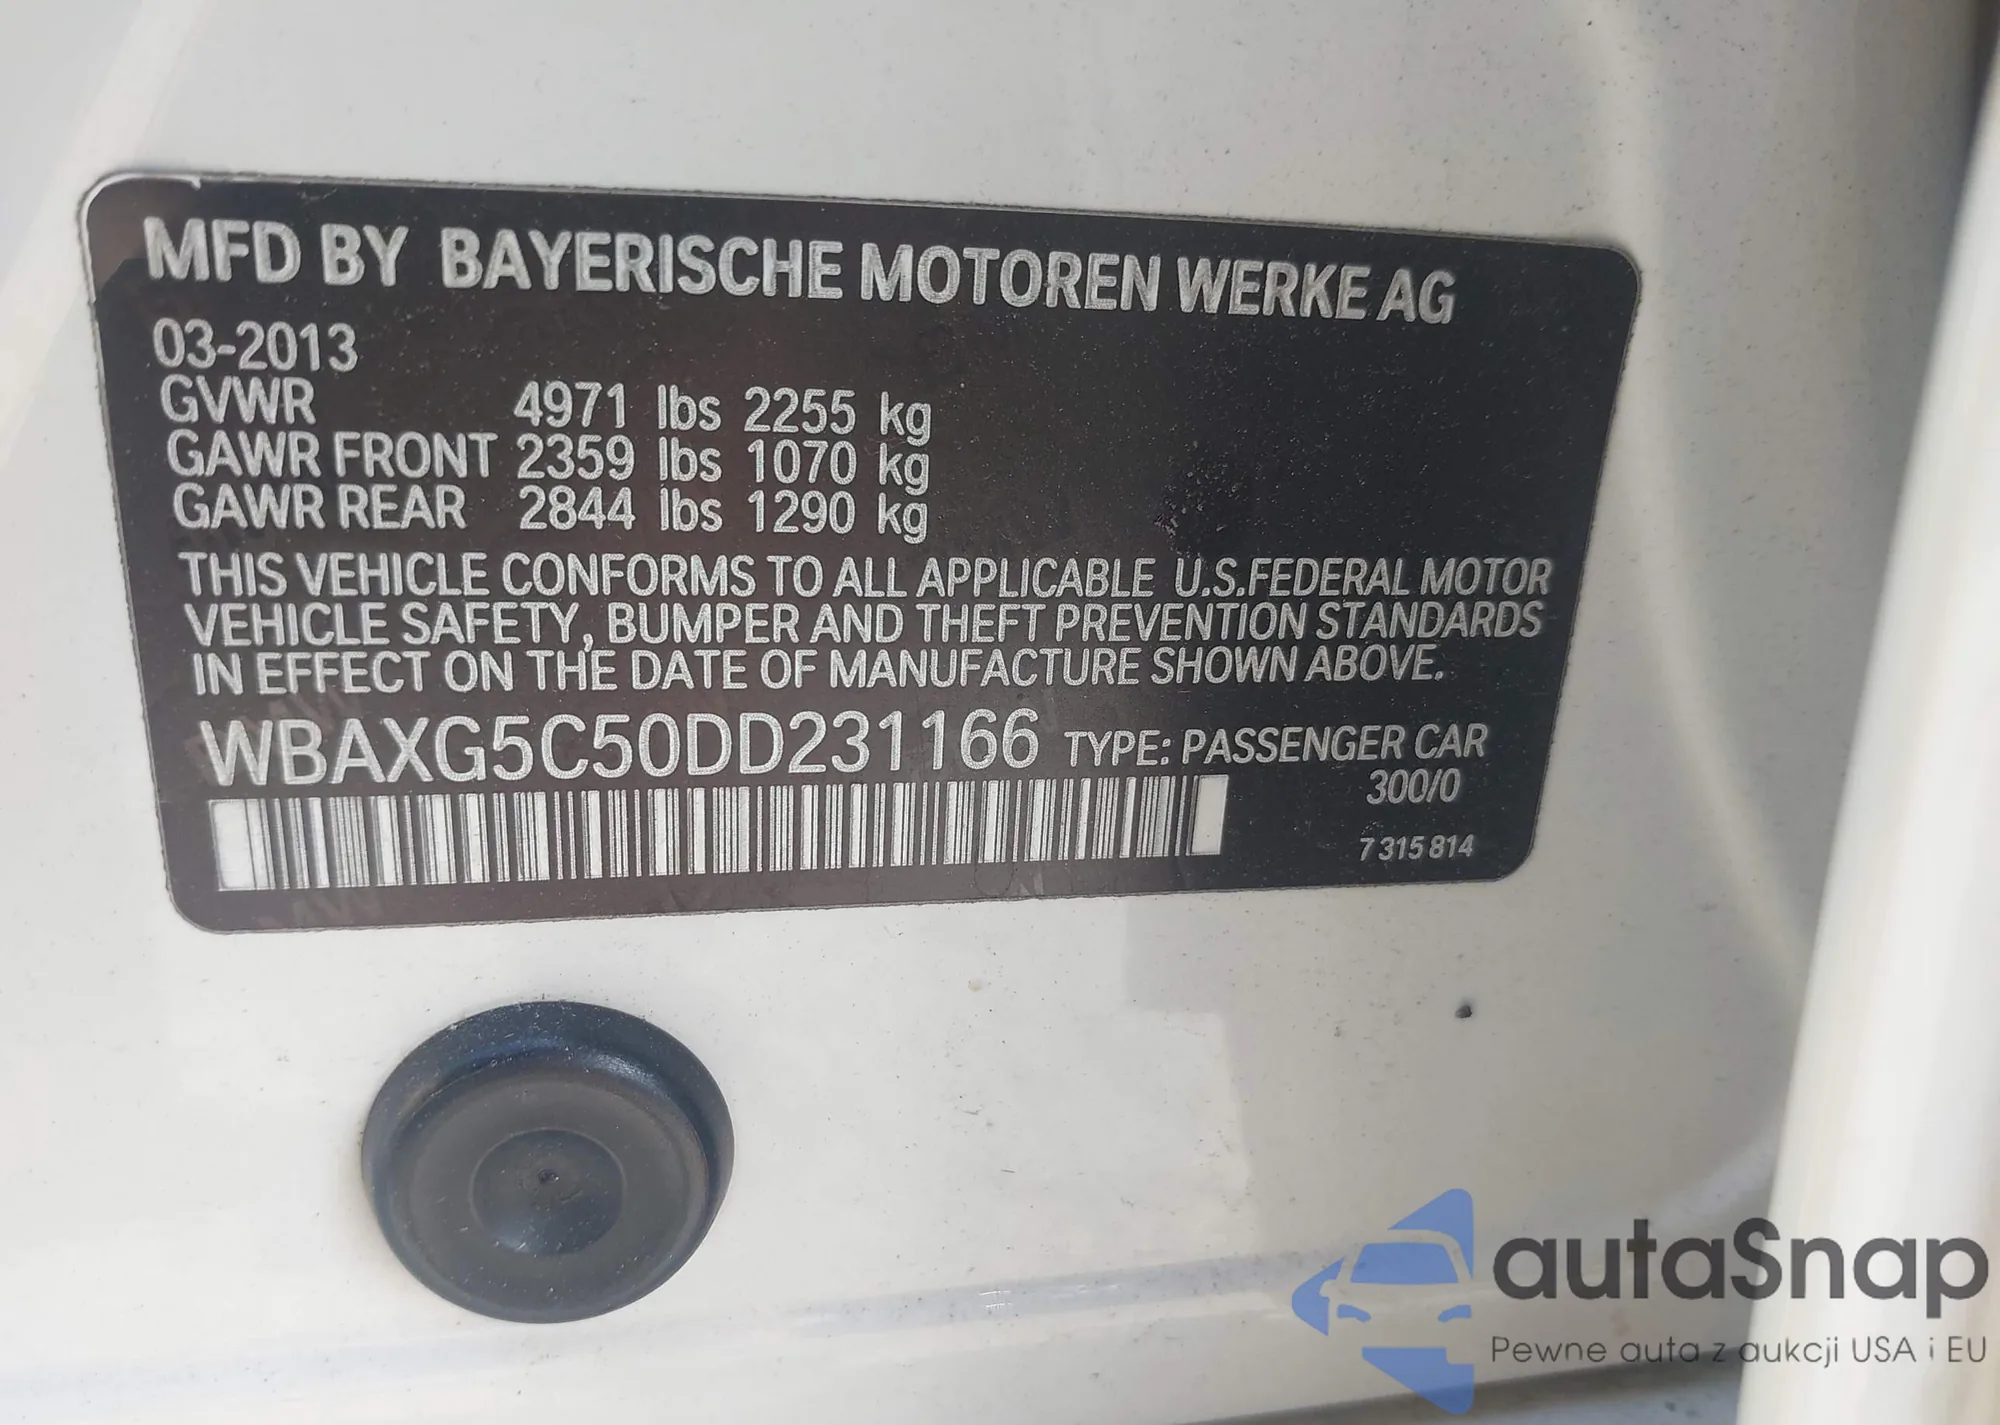 MFD BY BAYERISCHE MOTOREN WERKE AG
03-2013
GVWR 4971 lbs 2255 kg
GAWR FRONT 2359 lbs 1070 kg
GAWR REAR 2844 lbs 1290 kg
THIS VEHICLE CONFORMS TO ALL APPLICABLE U.S.FEDERAL MOTOR
VEHICLE SAFETY, BUMPER AND THEFT PREVENTION STANDARDS
IN EFFECT ON THE DATE OF MANUFACTURE SHOWN ABOVE.
WBAXG5C50DD231166 TYPE: PASSENGER CAR
300/0
7 315 814
autaSnap
Pewne auta z aukcji USA i EU